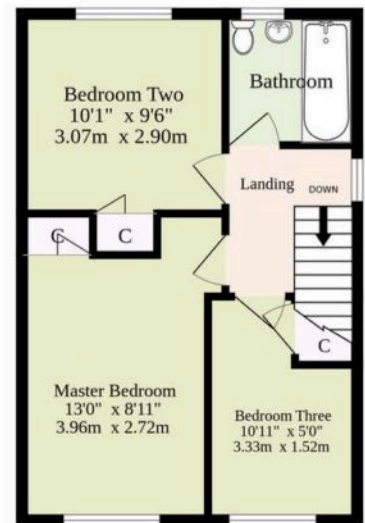 Bedroom Two
10'1" x 9'6"
3.07m x 2.90m
Bathroom
Landing
DOWN
C
C
Master Bedroom
13'0" x 8'11"
3.96m x 2.72m
C
Bedroom Three
10'11" x 5'0"
3.33m x 1.52m